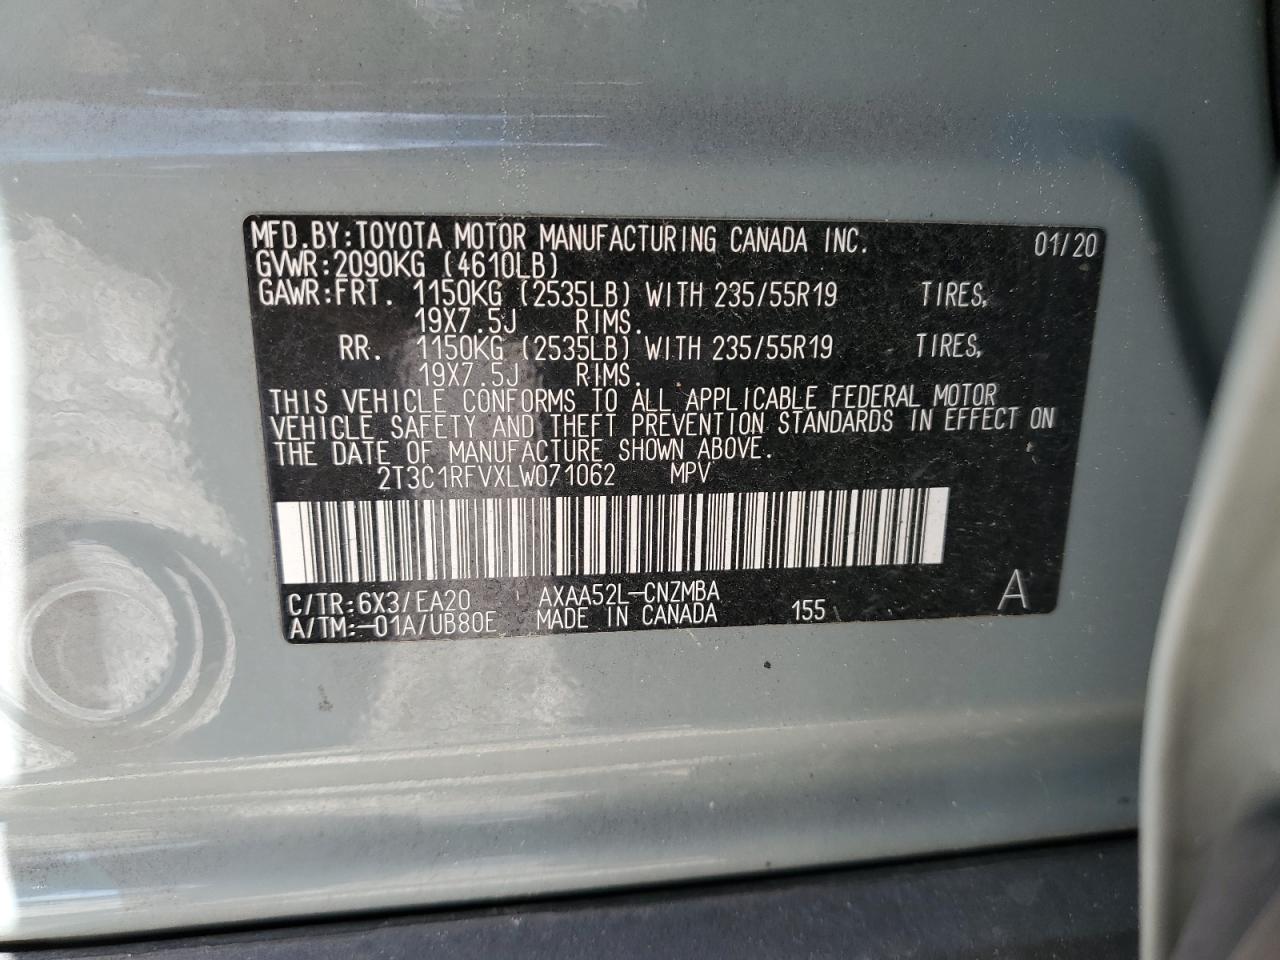 MFD.BY:TOYOTA MOTOR MANUFACTURING CANADA INC. 01/20
GVWR:2090KG (4610LB)
GAWR:FRT. 1150KG (2535LB) WITH 235/55R19 TIRES,
19X7.5J RIMS.
RR. 1150KG (2535LB) WITH 235/55R19 TIRES,
19X7.5J RIMS.
THIS VEHICLE CONFORMS TO ALL APPLICABLE FEDERAL MOTOR
VEHICLE SAFETY AND THEFT PREVENTION STANDARDS IN EFFECT ON
THE DATE OF MANUFACTURE SHOWN ABOVE.
2T3C1RFVXLW071062 MPV
C/TR:6X3/EA20 AXAA52L-CNZMBA
A/TM:-01A/UB80E MADE IN CANADA 155 A